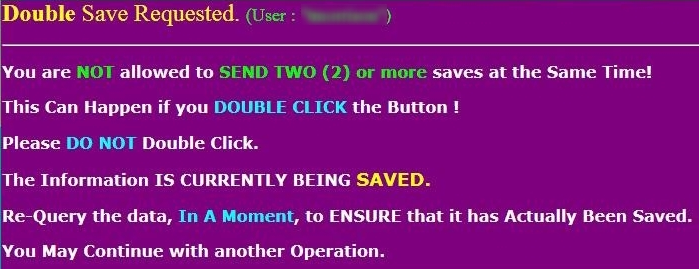 Double Save Requested. (User : )
You are NOT allowed to SEND TWO (2) or more saves at the Same Time!
This Can Happen if you DOUBLE CLICK the Button !
Please DO NOT Double Click.
The Information IS CURRENTLY BEING SAVED.
Re-Query the data, In A Moment, to ENSURE that it has Actually Been Saved.
You May Continue with another Operation.